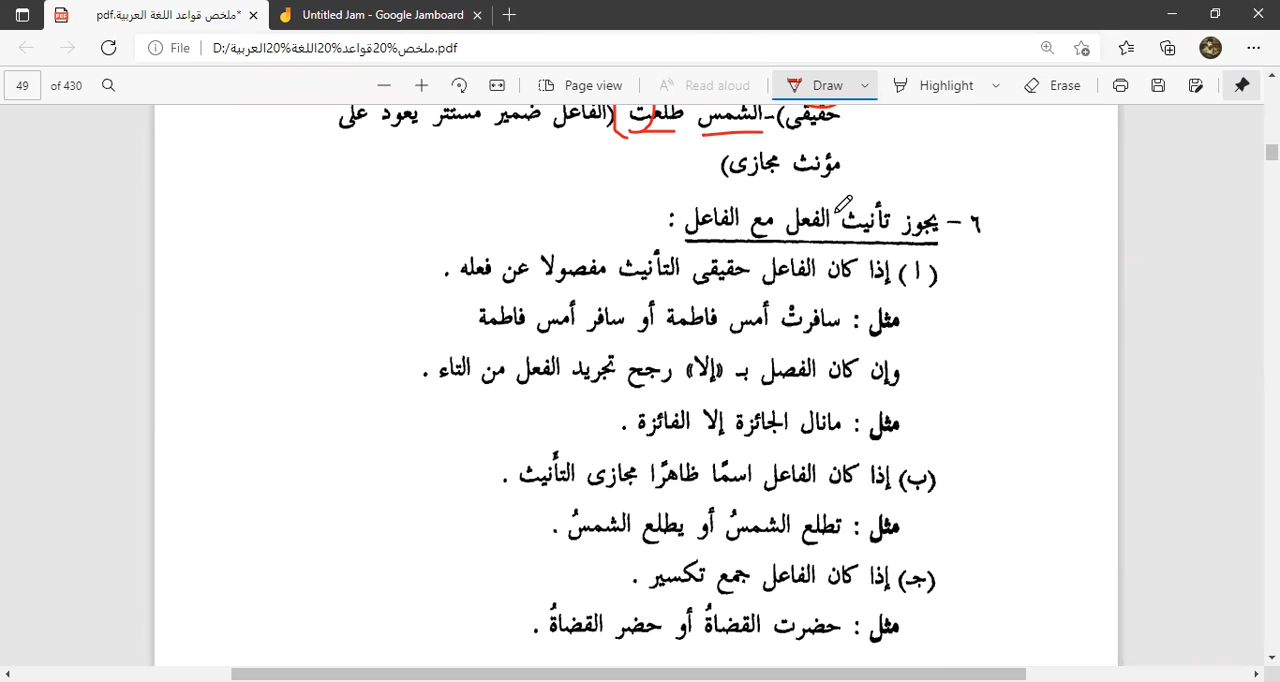 *ملخص قواعد اللغة العربية.pdf
Untitled Jam - Google Jamboard
File
D:/ملخص%20قواعد%20اللغة%20العربية.pdf
49 of 430
Page view
Read aloud
Draw
Highlight
Erase
حقيقى)-الشمس طلعت (الفاعل ضمير مستتر يعود على
مؤنث مجازى)
٦ – يجوز تأنيث الفعل مع الفاعل :
(ا) إذا كان الفاعل حقيقى التأنيث مفصولا عن فعله .
مثل : سافرتْ أمس فاطمة أو سافر أمس فاطمة
وإن كان الفصل بـ «إلا» رجح تجريد الفعل من التاء .
مثل : مانال الجائزة إلا الفائزة .
(ب) إذا كان الفاعل اسمًا ظاهرًا مجازى التأنيث .
مثل : تطلع الشمسُ أو يطلع الشمسُ .
(جـ) إذا كان الفاعل جمع تكسير .
مثل : حضرت القضاةُ أو حضر القضاةُ .